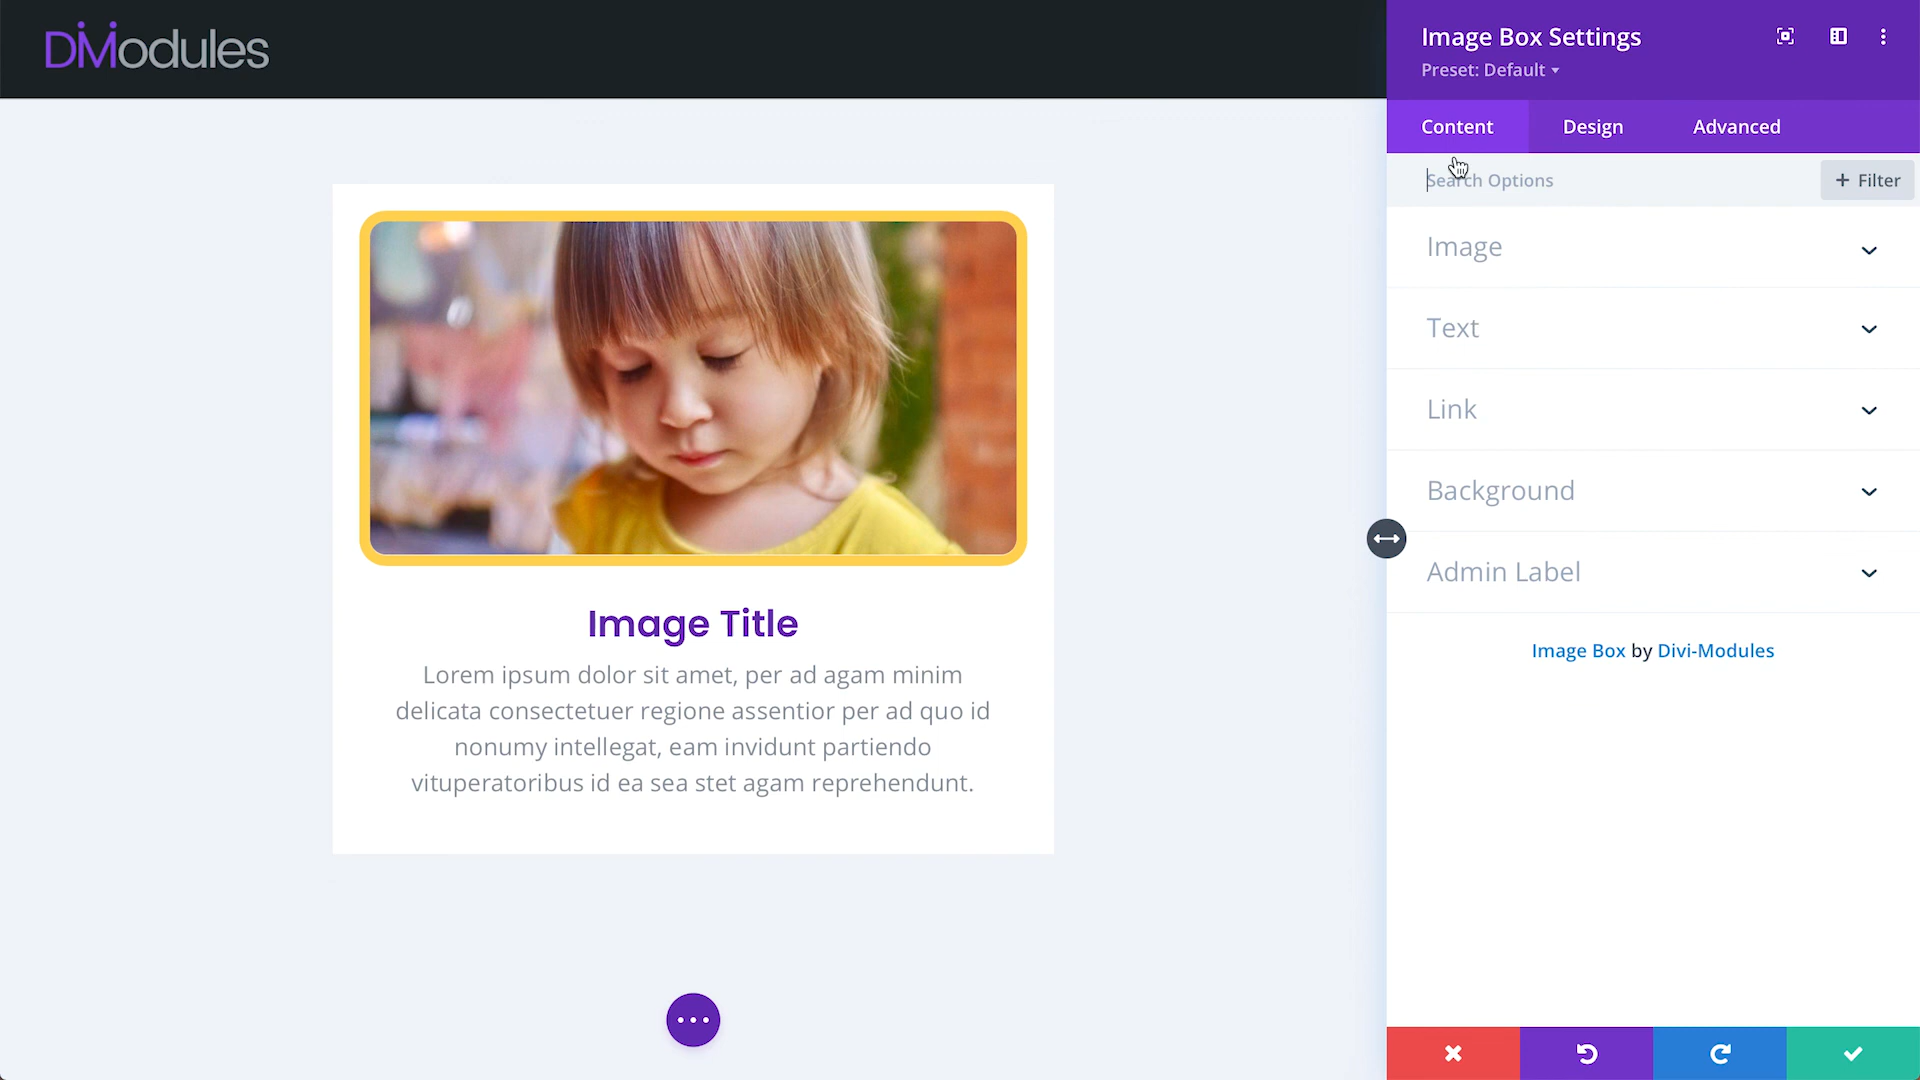 DiModules
Image Title
Lorem ipsum dolor sit amet, per ad agam minim
delicata consectetuer regione assentior per ad quo id
nonumy intellegat, eam invidunt partiendo
vituperatoribus id ea sea stet agam reprehendunt.
Image Box Settings
Preset: Default
Content Design Advanced
Search Options + Filter
Image
Text
Link
Background
Admin Label
Image Box by Divi-Modules